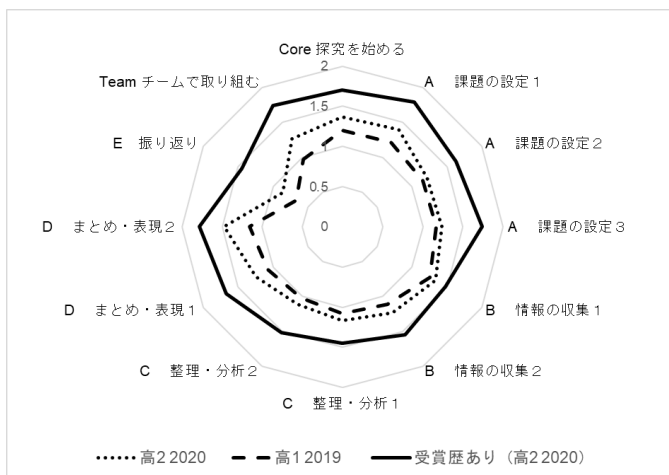 Core 探究を始める
A 課題の設定1
A 課題の設定2
A 課題の設定3
B 情報の収集1
B 情報の収集2
C 整理・分析1
C 整理・分析2
D まとめ・表現1
D まとめ・表現2
E 振り返り
Team チームで取り組む
2
1.5
1
0.5
0
高2 2020
高1 2019
受賞歴あり（高2 2020）